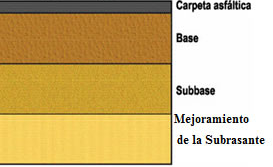 Carpeta asfáltica
Base
Subbase
Mejoramiento
de la Subrasante